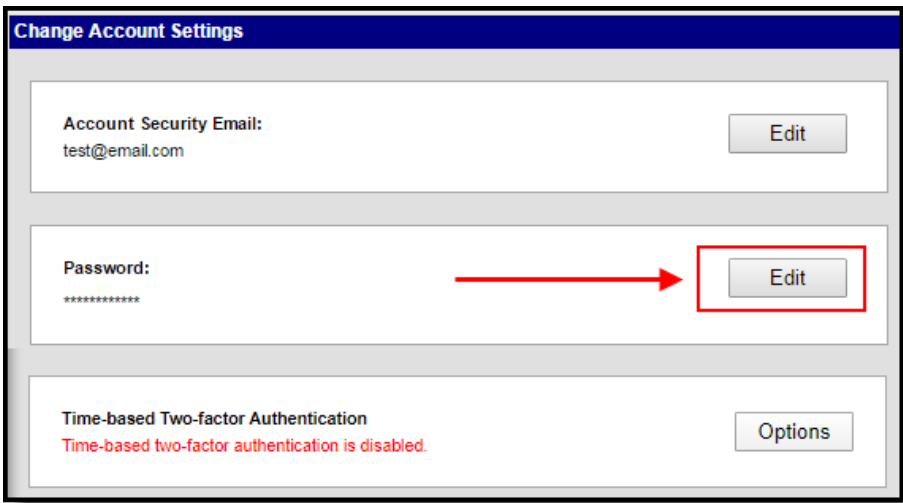 Change Account Settings
Account Security Email:
Edit
test@email.com
Password:
Edit
************
Time-based Two-factor Authentication
Options
Time-based two-factor authentication is disabled.